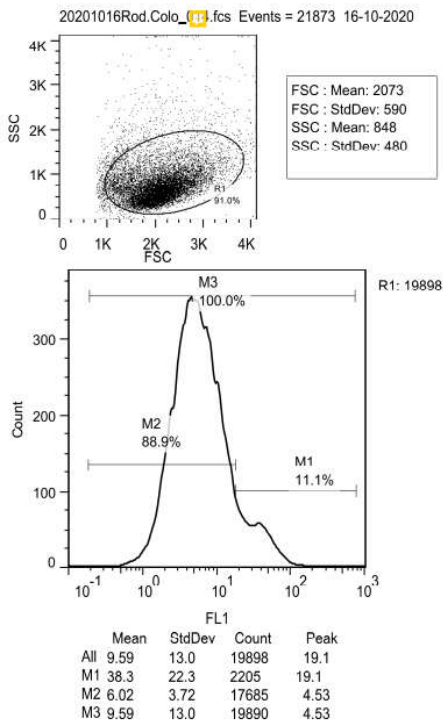 20201016Rod.Colo_ .fcs Events = 21873 16-10-2020
4K
3K
2K
1K
0
SSC
R1
91.0%
0 1K 2K 3K 4K
FSC
FSC : Mean: 2073
FSC : StdDev: 590
SSC : Mean: 848
SSC : StdDev: 480
R1: 19898
M3
100.0%
M2
88.9%
M1
11.1%
300
200
100
0
Count
10-1 100 101 102 103
FL1
Mean StdDev Count Peak
All 9.59 13.0 19898 19.1
M1 38.3 22.3 2205 19.1
M2 6.02 3.72 17685 4.53
M3 9.59 13.0 19890 4.53